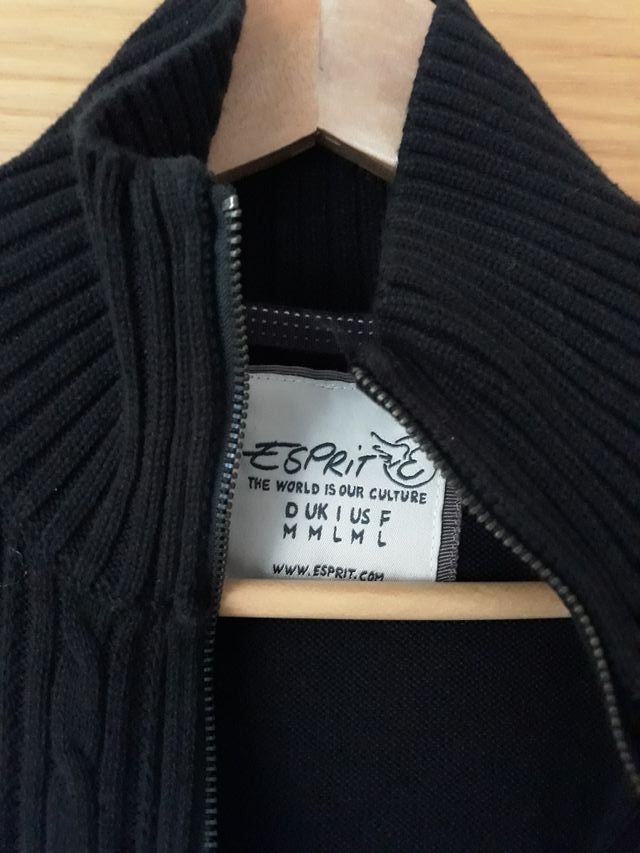 ESPRIT
THE WORLD IS OUR CULTURE
D UK I US F
M M L M L
WWW.ESPRIT.COM